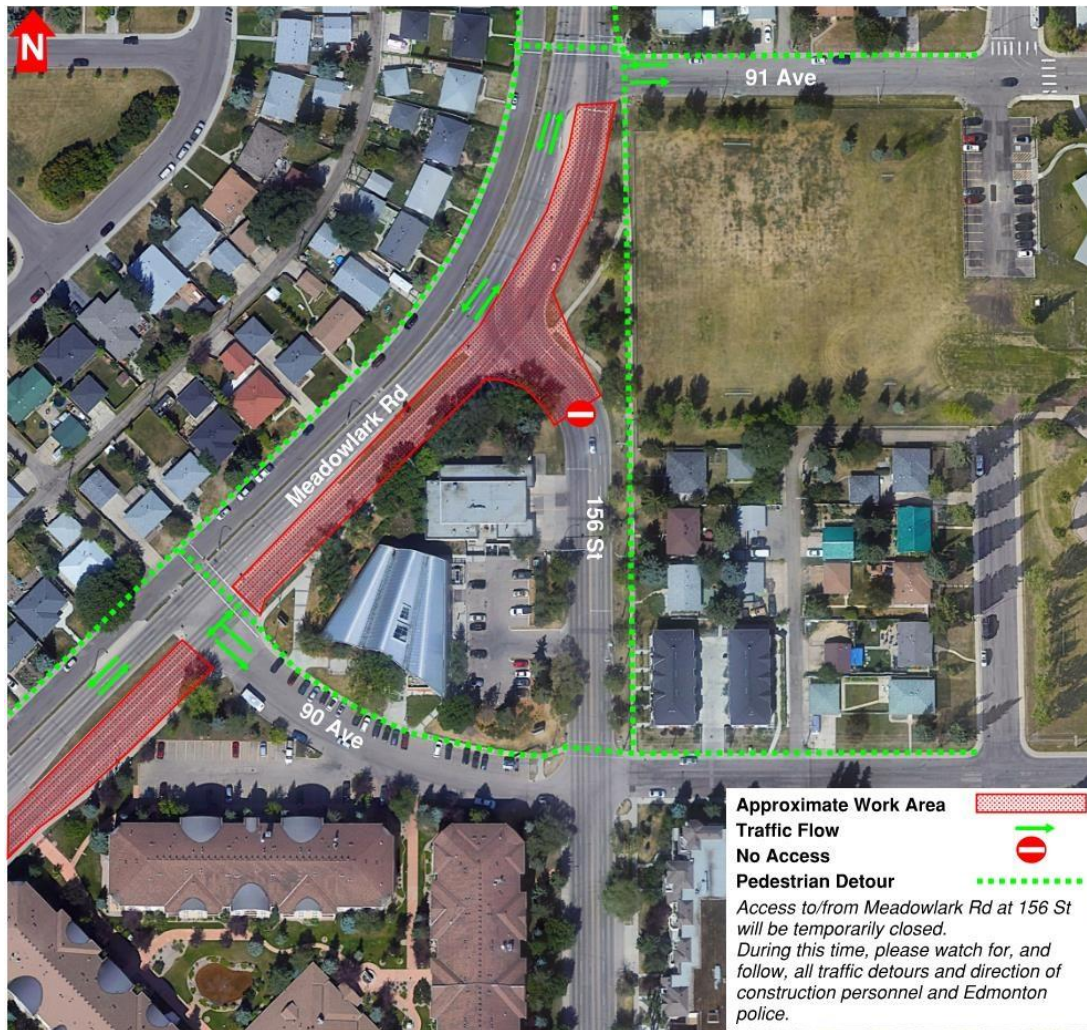 N
91 Ave
Meadowlark Rd
156 St
90 Ave
Approximate Work Area
Traffic Flow
No Access
Pedestrian Detour
Access to/from Meadowlark Rd at 156 St
will be temporarily closed.
During this time, please watch for, and
follow, all traffic detours and direction of
construction personnel and Edmonton
police.